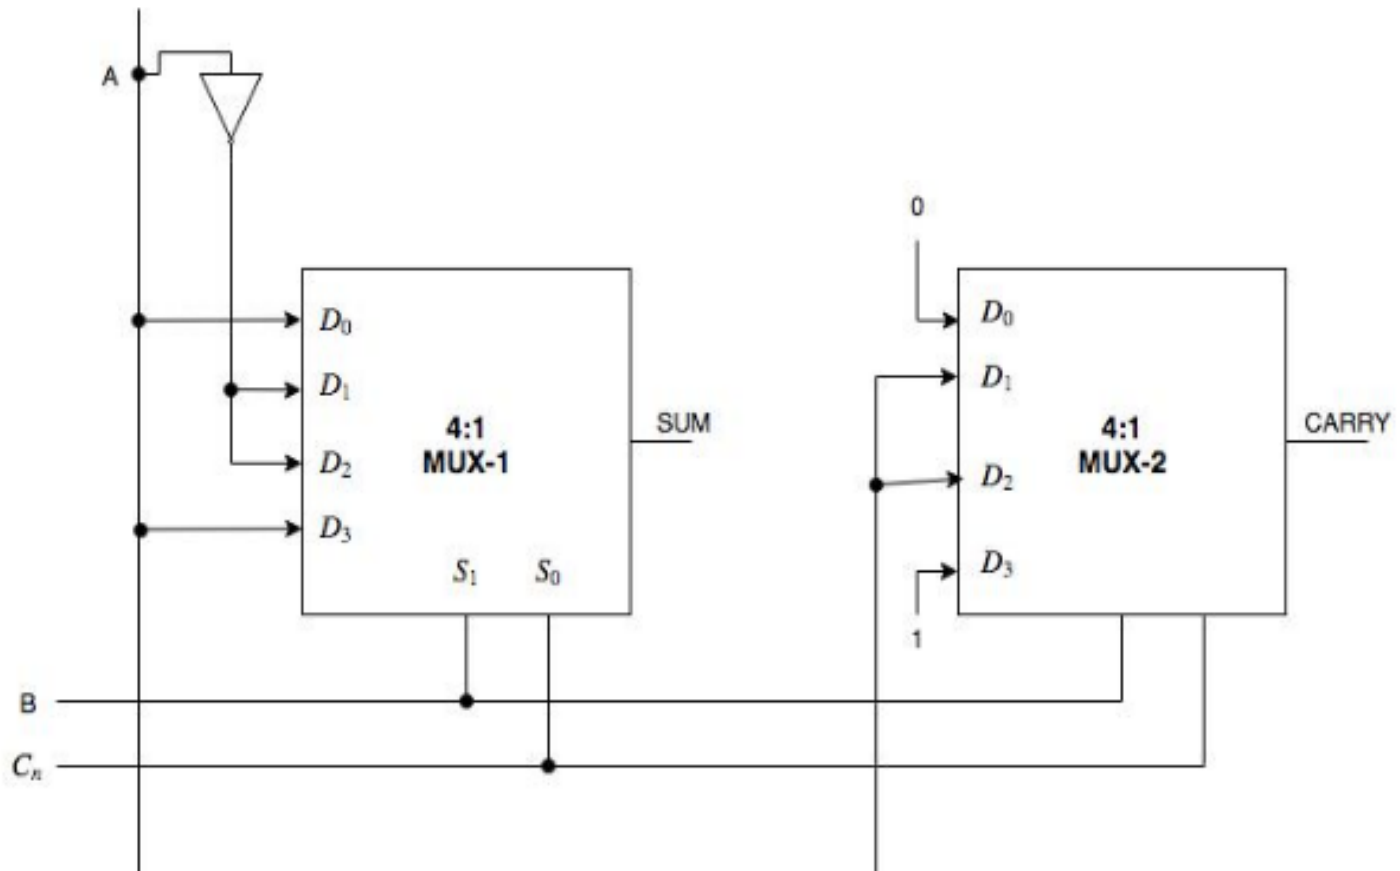 A
0
D₀
D₁
D₂
D₃
4:1
MUX-1
S₁ S₀
SUM
D₀
D₁
D₂
D₃
4:1
MUX-2
CARRY
1
B
Cₙ